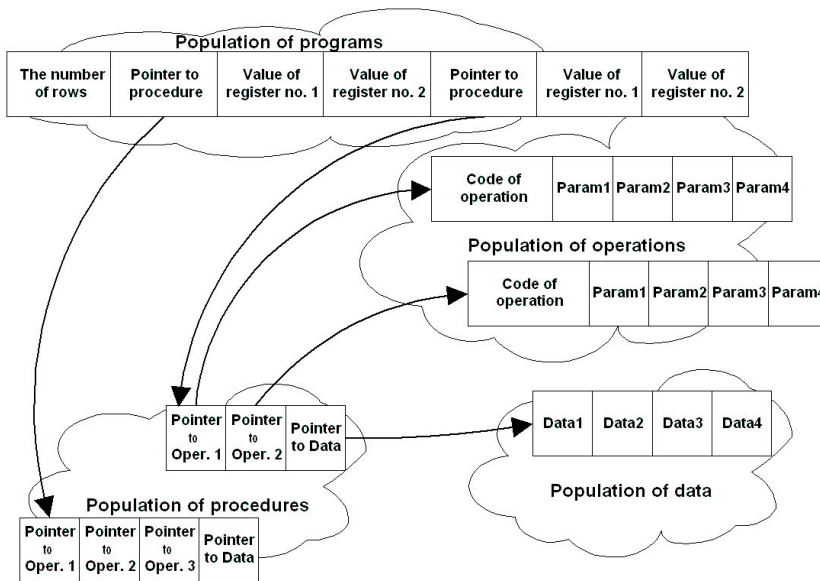 Population of programs
The number
of rows
Pointer to
procedure
Value of
register no. 1
Value of
register no. 2
Pointer to
procedure
Value of
register no. 1
Value of
register no. 2
Code of
operation
Param1
Param2
Param3
Param4
Population of operations
Code of
operation
Param1
Param2
Param3
Param4
Pointer
to
Oper. 1
Pointer
to
Oper. 2
Pointer
to Data
Data1
Data2
Data3
Data4
Population of data
Population of procedures
Pointer
to
Oper. 1
Pointer
to
Oper. 2
Pointer
to
Oper. 3
Pointer
to Data